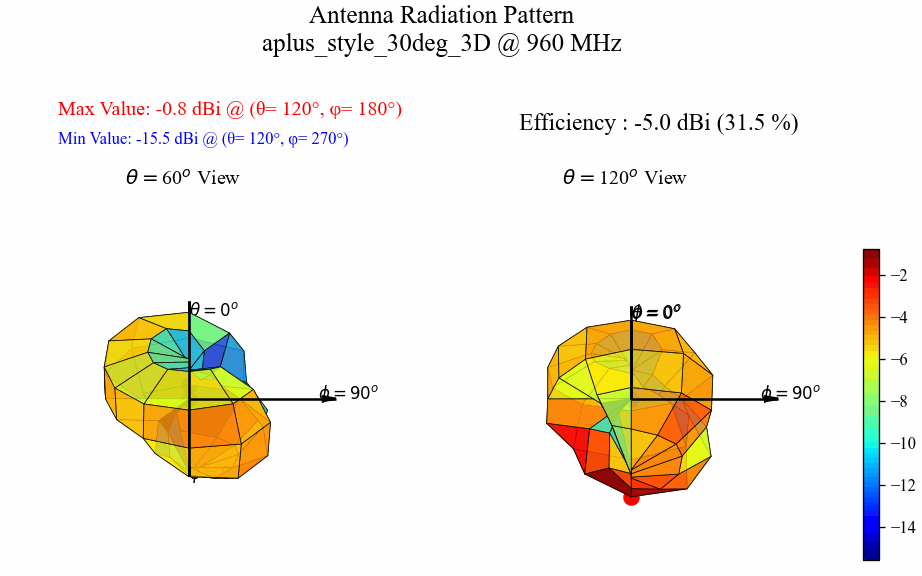 Antenna Radiation Pattern
aplus_style_30deg_3D @ 960 MHz
Max Value: -0.8 dBi @ (θ= 120°, φ= 180°)
Min Value: -15.5 dBi @ (θ= 120°, φ= 270°)
Efficiency : -5.0 dBi (31.5 %)
θ = 60° View
θ = 120° View
θ = 0°
ϕ = 90°
θ = 0°
ϕ = 90°
−2
−4
−6
−8
−10
−12
−14